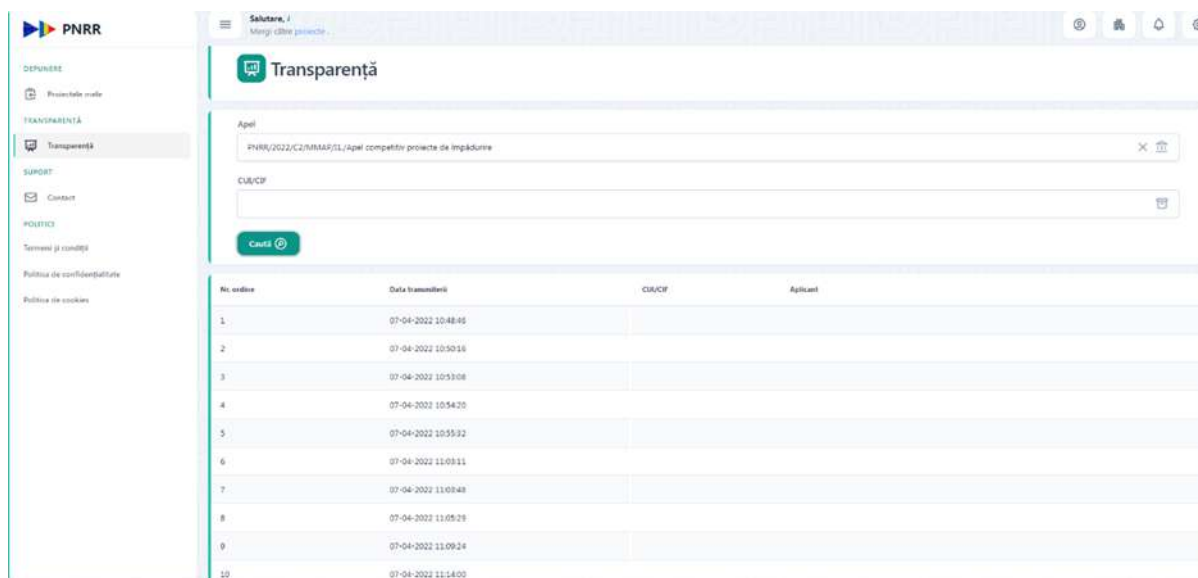 PNRR
Salutare,
Mergi către proiecte.
DEPUNERE
Proiectele mele
TRANSPARENȚĂ
Transparență
SUPORT
Contact
POLITICI
Termeni și condiții
Politica de confidențialitate
Politica de cookies
Transparență
Apel
PNRR/2022/C2/MMAP/I1./Apel competitiv proiecte de împădurire
CUI/CIF
Caută
Nr. ordine Data transmiterii CUI/CIF Aplicant
1 07-04-2022 10:48:46
2 07-04-2022 10:50:16
3 07-04-2022 10:53:08
4 07-04-2022 10:54:20
5 07-04-2022 10:55:32
6 07-04-2022 11:03:11
7 07-04-2022 11:03:48
8 07-04-2022 11:05:29
9 07-04-2022 11:09:24
10 07-04-2022 11:14:00